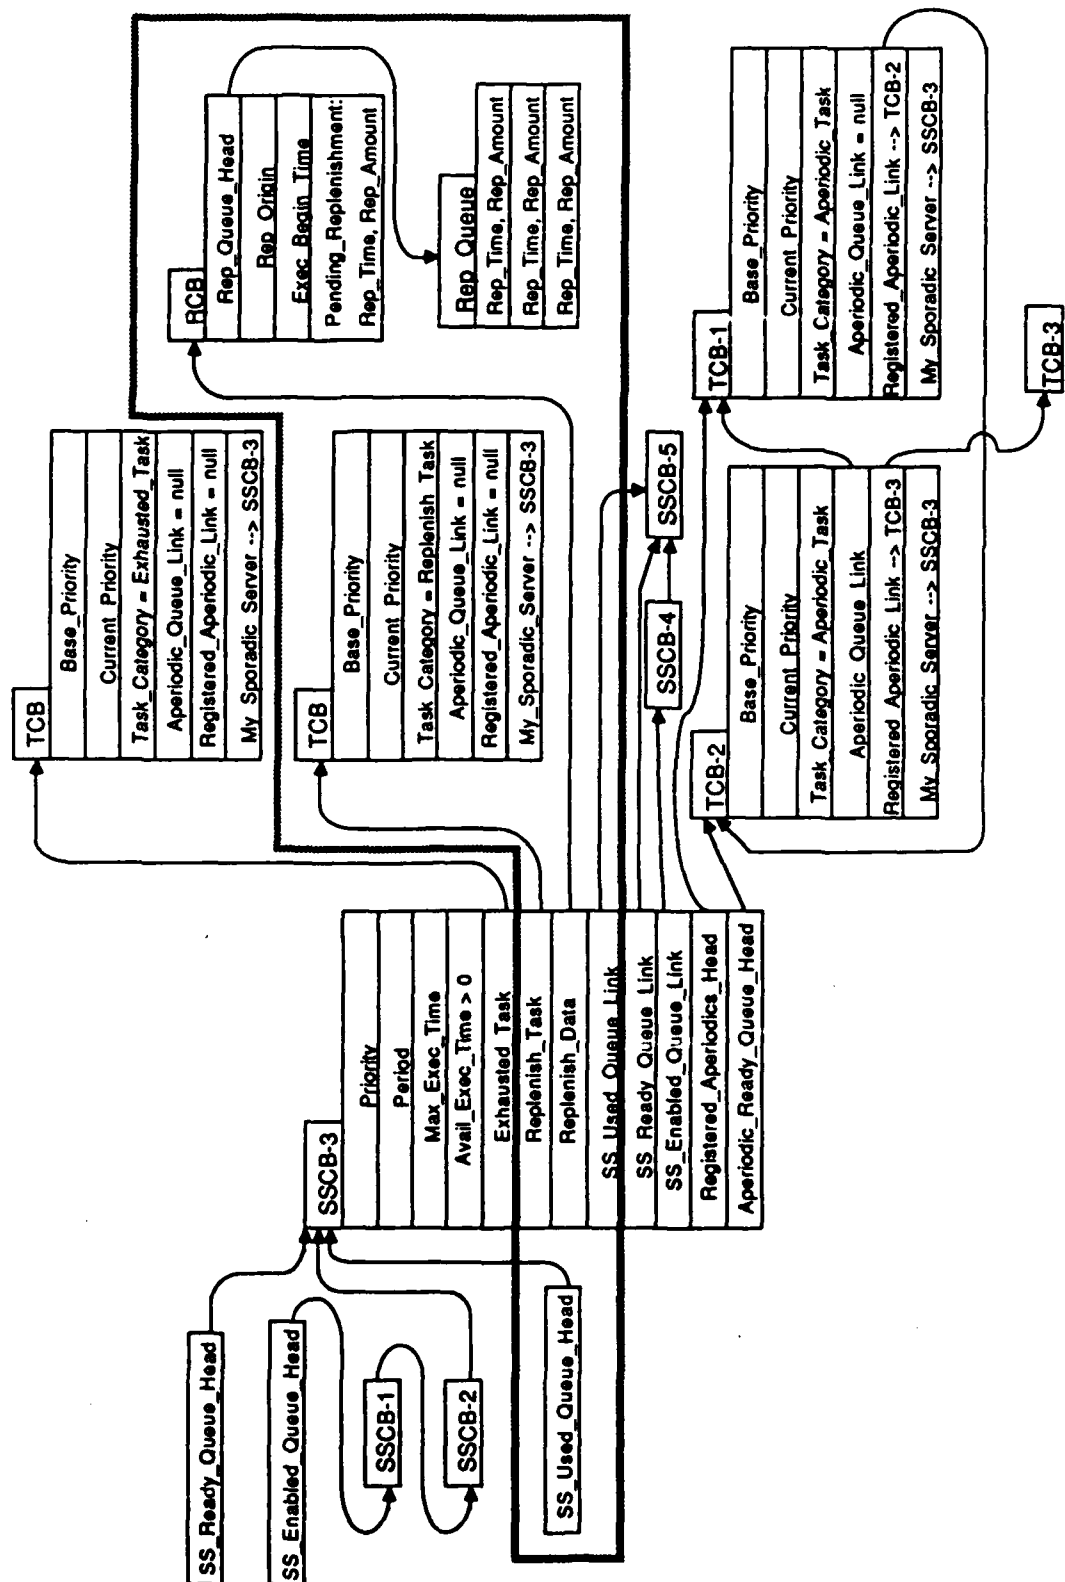 SS_Ready_Queue_Head
SS_Enabled_Queue_Head
SSCB-1
SSCB-2
SS_Used_Queue_Head
SSCB-3
Priority
Period
Max_Exec_Time
Avail_Exec_Time > 0
Exhausted_Task
Replenish_Task
Replenish_Data
SS_Used_Queue_Link
SS_Ready_Queue_Link
SS_Enabled_Queue_Link
Registered_Aperiodics_Head
Aperiodic_Ready_Queue_Head
TCB
Base_Priority
Current_Priority
Task_Category = Exhausted_Task
Aperiodic_Queue_Link = null
Registered_Aperiodic_Link = null
My_Sporadic_Server --> SSCB-3
TCB
Base_Priority
Current_Priority
Task_Category = Replenish_Task
Aperiodic_Queue_Link = null
Registered_Aperiodic_Link = null
My_Sporadic_Server --> SSCB-3
RCB
Rep_Queue_Head
Rep_Origin
Exec_Begin_Time
Pending_Replenishment:
Rep_Time, Rep_Amount
Rep_Queue
Rep_Time, Rep_Amount
Rep_Time, Rep_Amount
Rep_Time, Rep_Amount
SSCB-4
SSCB-5
TCB-2
Base_Priority
Current_Priority
Task_Category = Aperiodic_Task
Aperiodic_Queue_Link
Registered_Aperiodic_Link --> TCB-3
My_Sporadic_Server --> SSCB-3
TCB-1
Base_Priority
Current_Priority
Task_Category = Aperiodic_Task
Aperiodic_Queue_Link = null
Registered_Aperiodic_Link --> TCB-2
My_Sporadic_Server --> SSCB-3
TCB-3